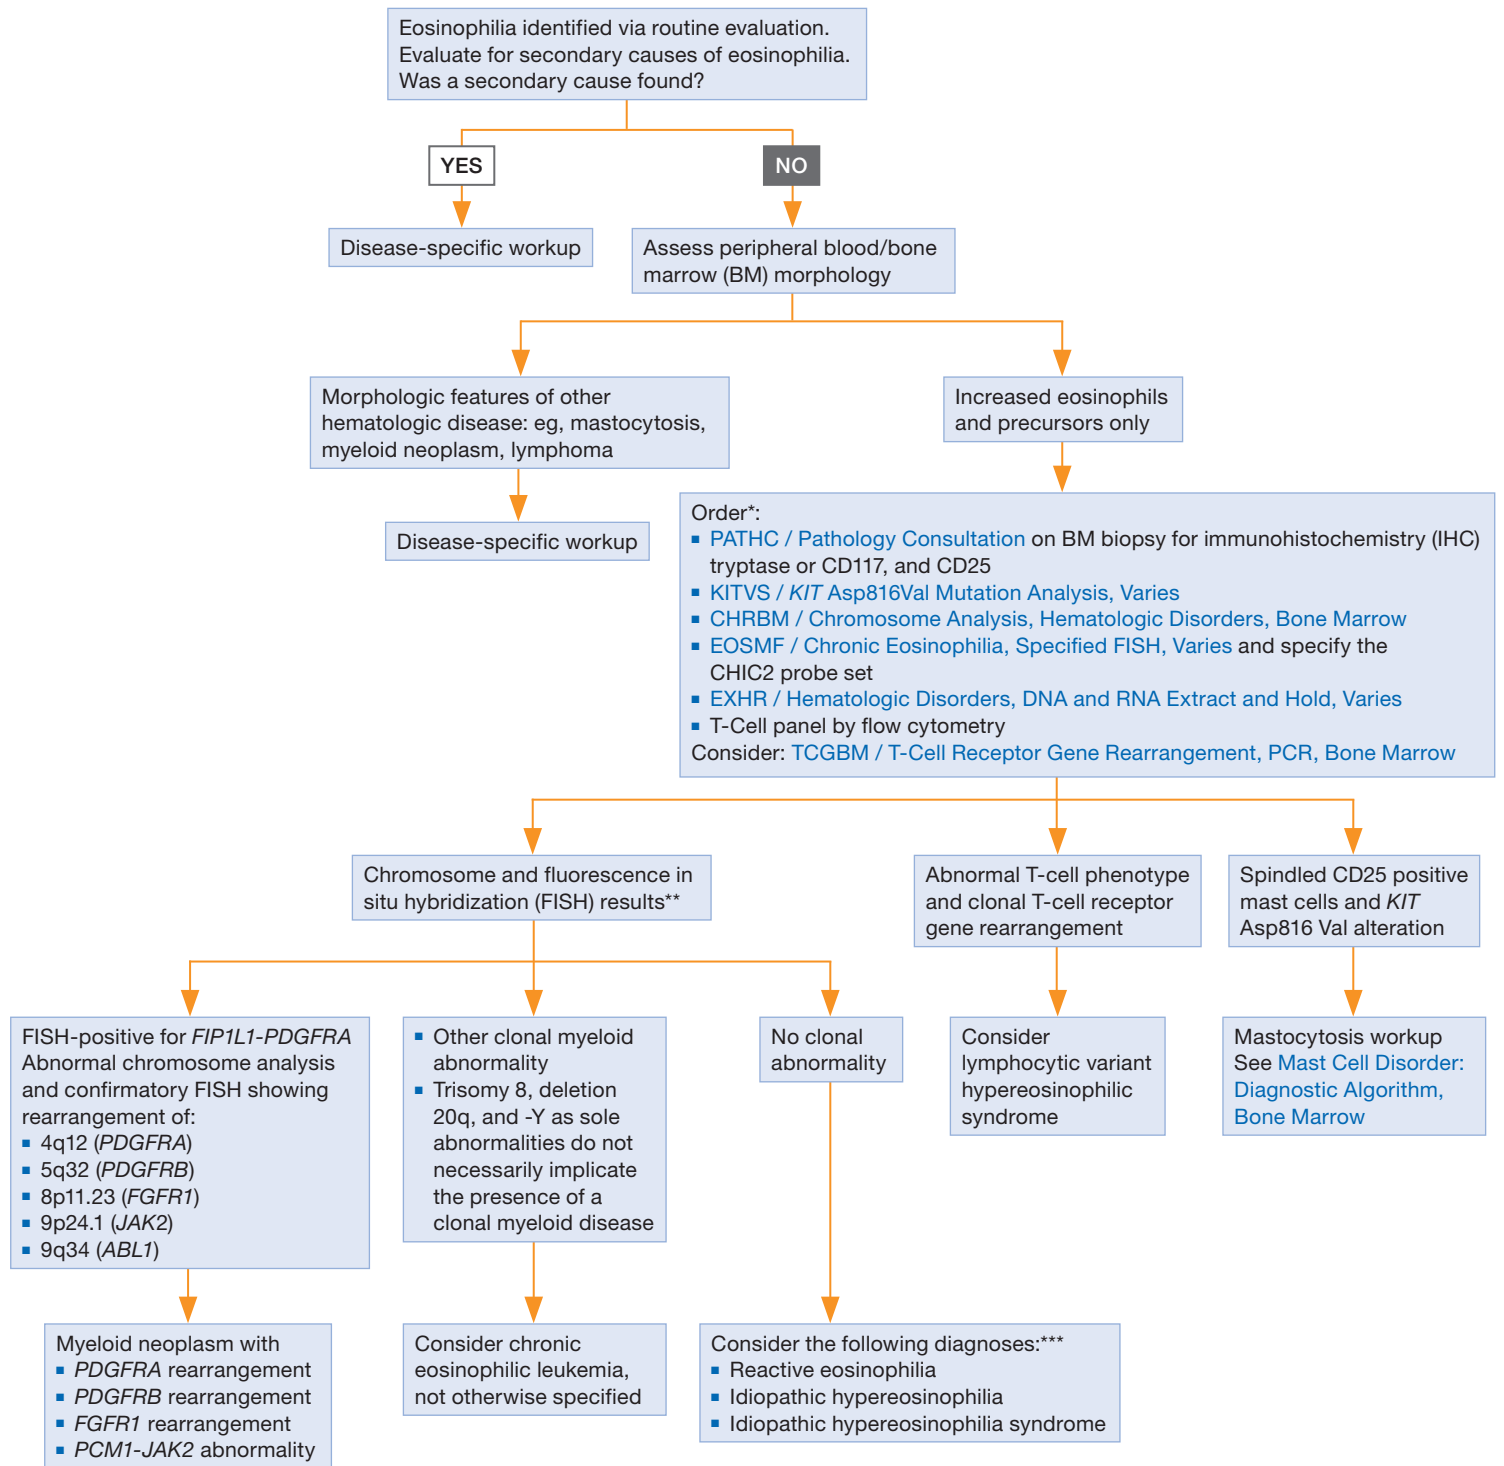 Eosinophilia identified via routine evaluation.
Evaluate for secondary causes of eosinophilia.
Was a secondary cause found?
YES
NO
Disease-specific workup
Assess peripheral blood/bone
marrow (BM) morphology
Morphologic features of other
hematologic disease: eg, mastocytosis,
myeloid neoplasm, lymphoma
Increased eosinophils
and precursors only
Disease-specific workup
Order*:
▪ PATHC / Pathology Consultation on BM biopsy for immunohistochemistry (IHC)
tryptase or CD117, and CD25
▪ KITVS / KIT Asp816Val Mutation Analysis, Varies
▪ CHRBM / Chromosome Analysis, Hematologic Disorders, Bone Marrow
▪ EOSMF / Chronic Eosinophilia, Specified FISH, Varies and specify the
CHIC2 probe set
▪ EXHR / Hematologic Disorders, DNA and RNA Extract and Hold, Varies
▪ T-Cell panel by flow cytometry
Consider: TCGBM / T-Cell Receptor Gene Rearrangement, PCR, Bone Marrow
Chromosome and fluorescence in
situ hybridization (FISH) results**
Abnormal T-cell phenotype
and clonal T-cell receptor
gene rearrangement
Spindled CD25 positive
mast cells and KIT
Asp816 Val alteration
FISH-positive for FIP1L1-PDGFRA
Abnormal chromosome analysis
and confirmatory FISH showing
rearrangement of:
▪ 4q12 (PDGFRA)
▪ 5q32 (PDGFRB)
▪ 8p11.23 (FGFR1)
▪ 9p24.1 (JAK2)
▪ 9q34 (ABL1)
▪ Other clonal myeloid
abnormality
▪ Trisomy 8, deletion
20q, and -Y as sole
abnormalities do not
necessarily implicate
the presence of a
clonal myeloid disease
No clonal
abnormality
Consider
lymphocytic variant
hypereosinophilic
syndrome
Mastocytosis workup
See Mast Cell Disorder:
Diagnostic Algorithm,
Bone Marrow
Myeloid neoplasm with
▪ PDGFRA rearrangement
▪ PDGFRB rearrangement
▪ FGFR1 rearrangement
▪ PCM1-JAK2 abnormality
Consider chronic
eosinophilic leukemia,
not otherwise specified
Consider the following diagnoses:***
▪ Reactive eosinophilia
▪ Idiopathic hypereosinophilia
▪ Idiopathic hypereosinophilia syndrome